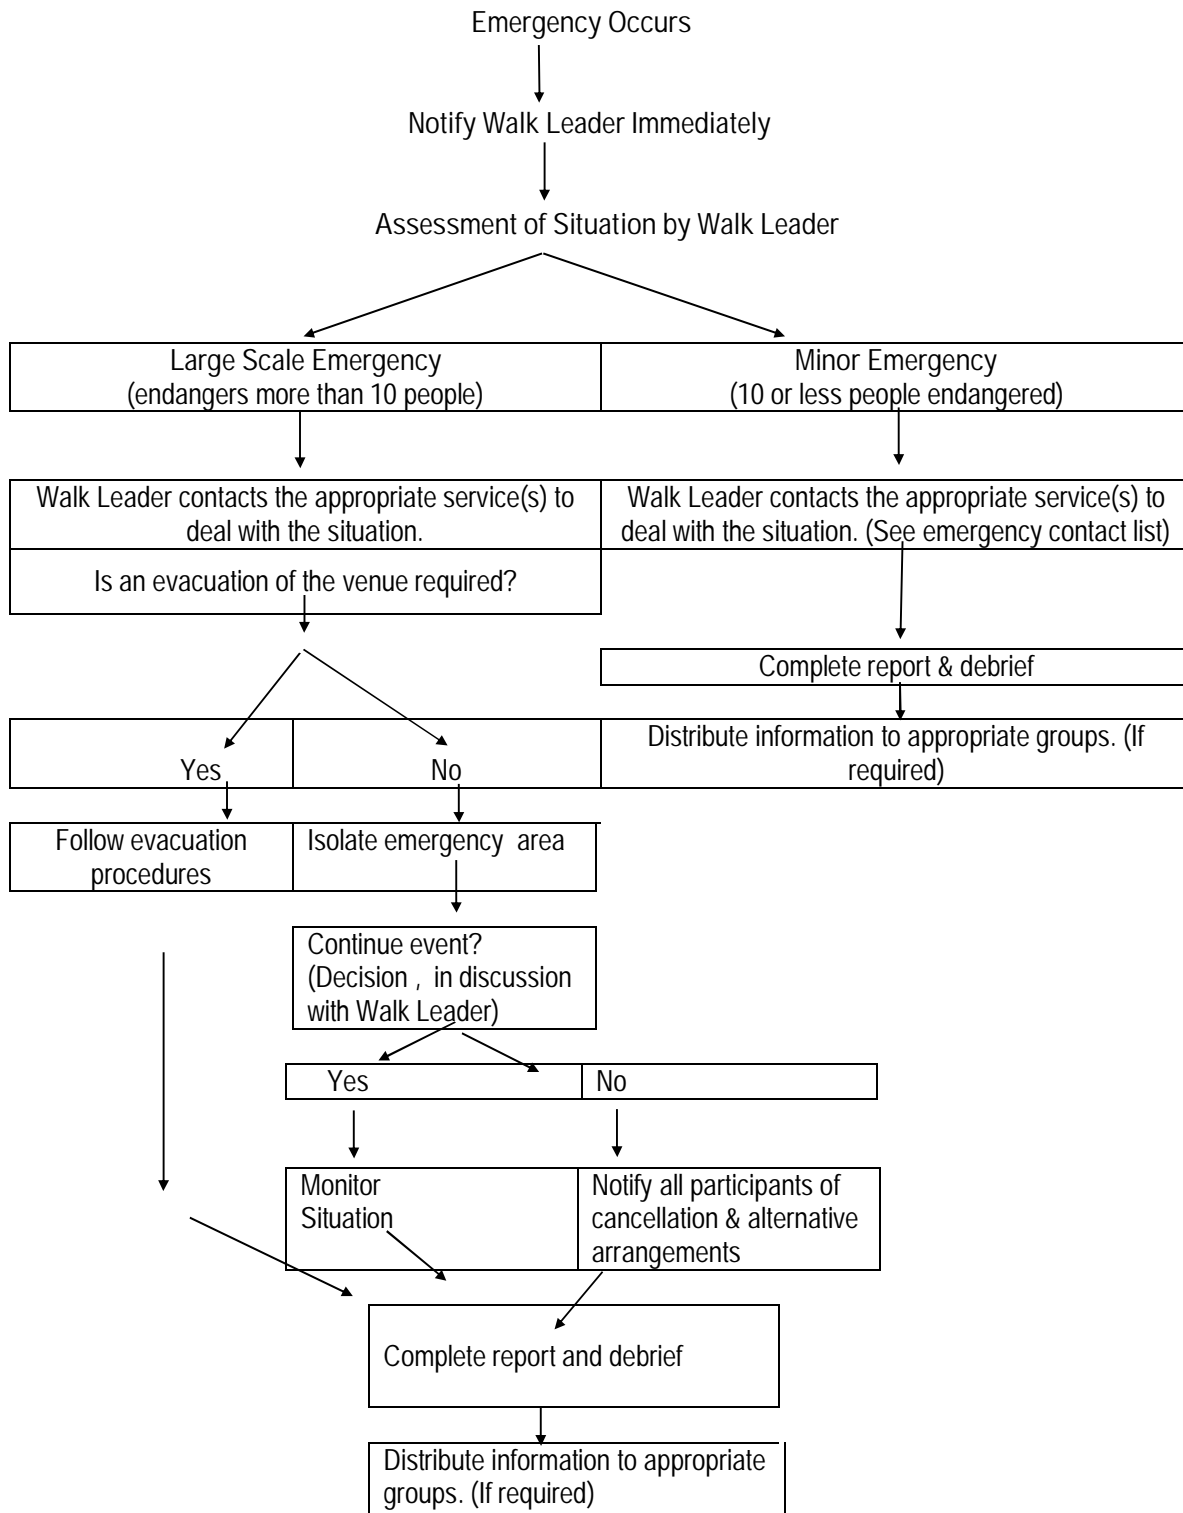 Emergency Occurs
Notify Walk Leader Immediately
Assessment of Situation by Walk Leader
Large Scale Emergency
(endangers more than 10 people)
Minor Emergency
(10 or less people endangered)
Walk Leader contacts the appropriate service(s) to
deal with the situation.
Walk Leader contacts the appropriate service(s) to
deal with the situation. (See emergency contact list)
Is an evacuation of the venue required?
Complete report & debrief
Yes
No
Distribute information to appropriate groups. (If
required)
Follow evacuation
procedures
Isolate emergency area
Continue event?
(Decision , in discussion
with Walk Leader)
Yes
No
Monitor
Situation
Notify all participants of
cancellation & alternative
arrangements
Complete report and debrief
Distribute information to appropriate
groups. (If required)